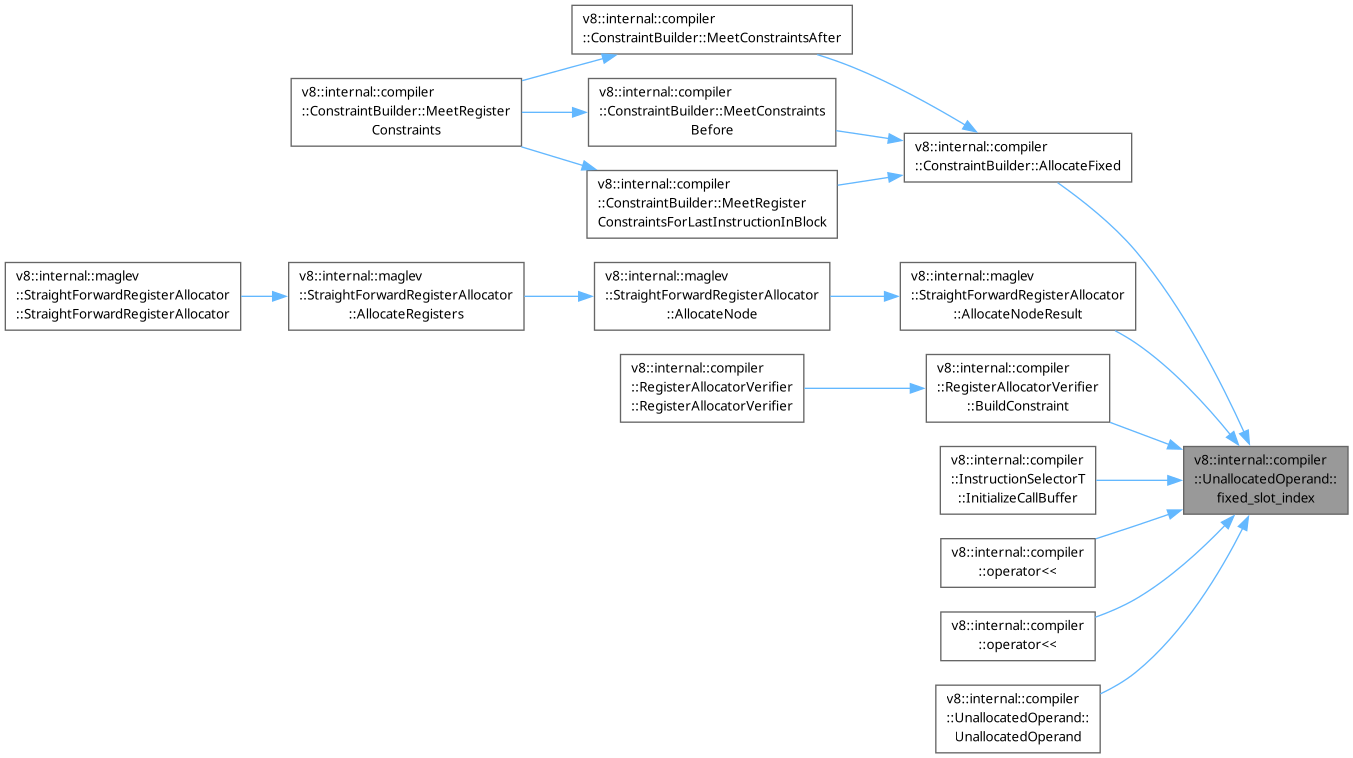 v8::internal::compiler
::ConstraintBuilder::MeetConstraintsAfter
v8::internal::compiler
::ConstraintBuilder::MeetRegister
Constraints
v8::internal::compiler
::ConstraintBuilder::MeetConstraints
Before
v8::internal::compiler
::ConstraintBuilder::AllocateFixed
v8::internal::compiler
::ConstraintBuilder::MeetRegister
ConstraintsForLastInstructionInBlock
v8::internal::maglev
::StraightForwardRegisterAllocator
::StraightForwardRegisterAllocator
v8::internal::maglev
::StraightForwardRegisterAllocator
::AllocateRegisters
v8::internal::maglev
::StraightForwardRegisterAllocator
::AllocateNode
v8::internal::maglev
::StraightForwardRegisterAllocator
::AllocateNodeResult
v8::internal::compiler
::RegisterAllocatorVerifier
::RegisterAllocatorVerifier
v8::internal::compiler
::RegisterAllocatorVerifier
::BuildConstraint
v8::internal::compiler
::InstructionSelectorT
::InitializeCallBuffer
v8::internal::compiler
::UnallocatedOperand::
fixed_slot_index
v8::internal::compiler
::operator<<
v8::internal::compiler
::operator<<
v8::internal::compiler
::UnallocatedOperand::
UnallocatedOperand